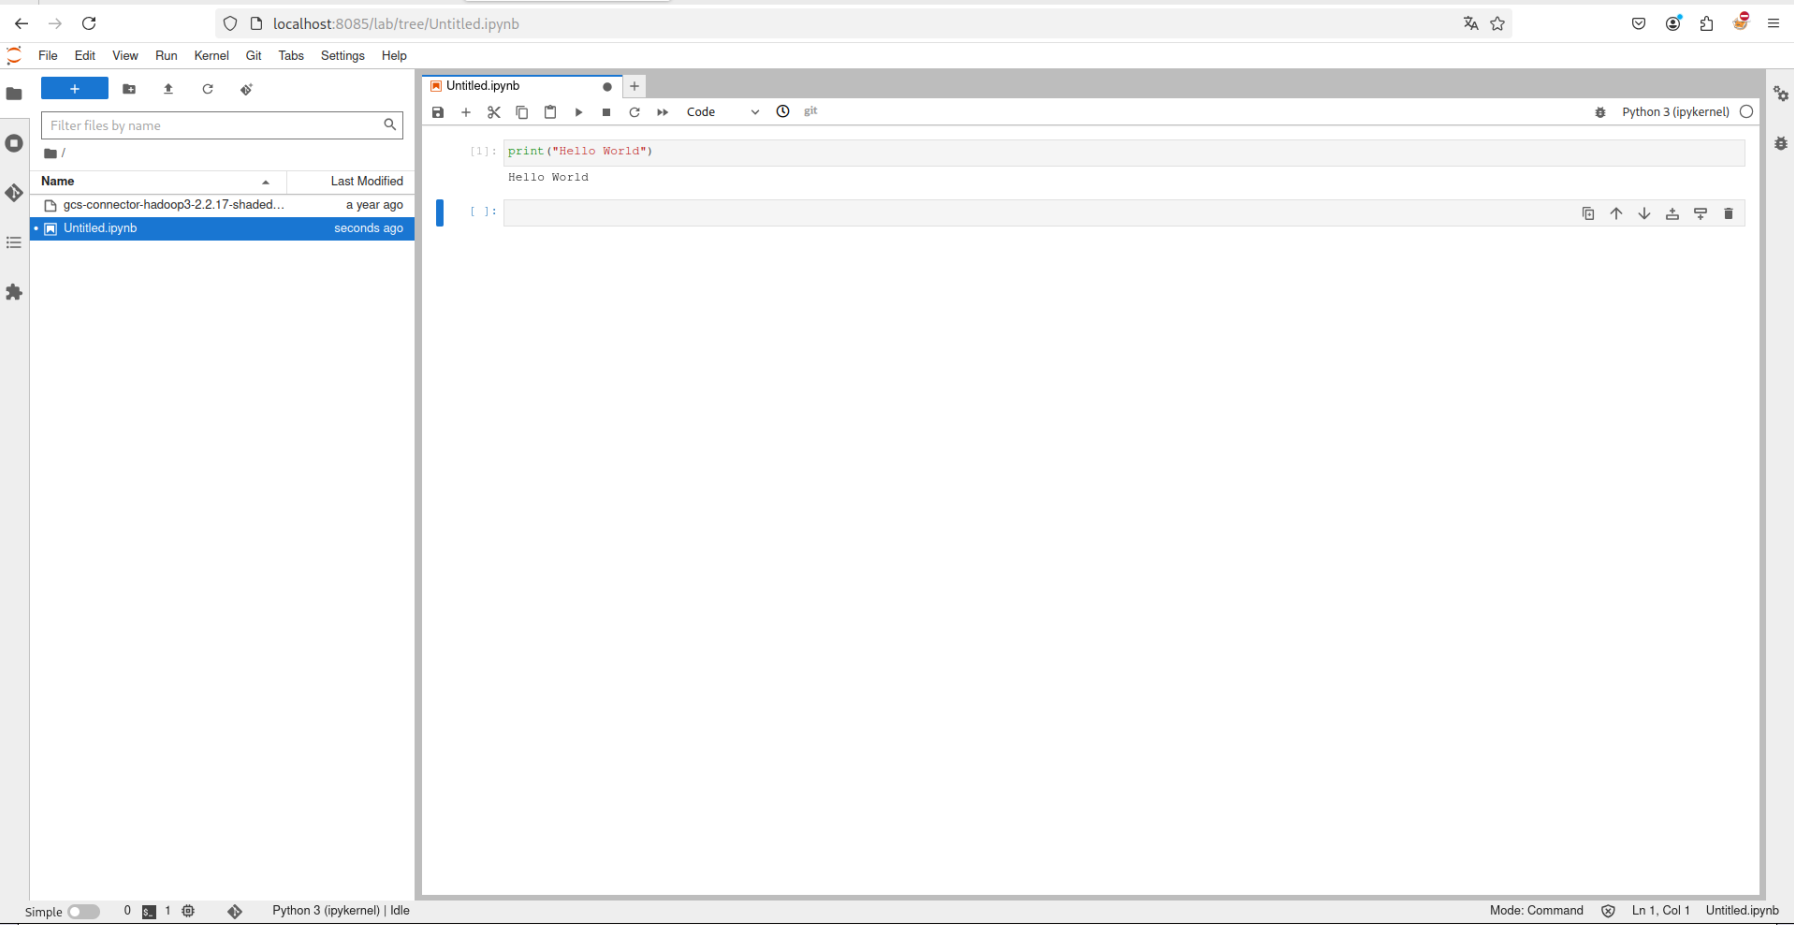 localhost:8085/lab/tree/Untitled.ipynb
File Edit View Run Kernel Git Tabs Settings Help
Untitled.ipynb
Code git Python 3 (ipykernel)
Filter files by name
/
Name Last Modified
gcs-connector-hadoop3-2.2.17-shaded... a year ago
Untitled.ipynb seconds ago
[1]: print("Hello World")
Hello World
[ ]:
Simple 0 1 Python 3 (ipykernel) | Idle Mode: Command Ln 1, Col 1 Untitled.ipynb